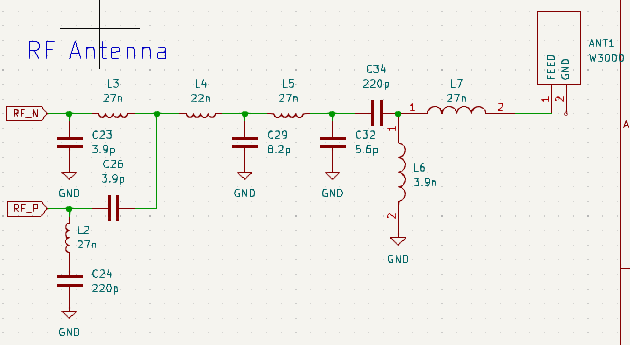 RF Antenna
ANT1
W3000
FEED
GND
1
2
C34
220p
L3
27n
L4
22n
L5
27n
L7
27n
1
2
RF_N
C23
3.9p
C26
3.9p
C29
8.2p
C32
5.6p
1
L6
3.9n
2
A
GND
GND
GND
RF_P
L2
27n
GND
C24
220p
GND